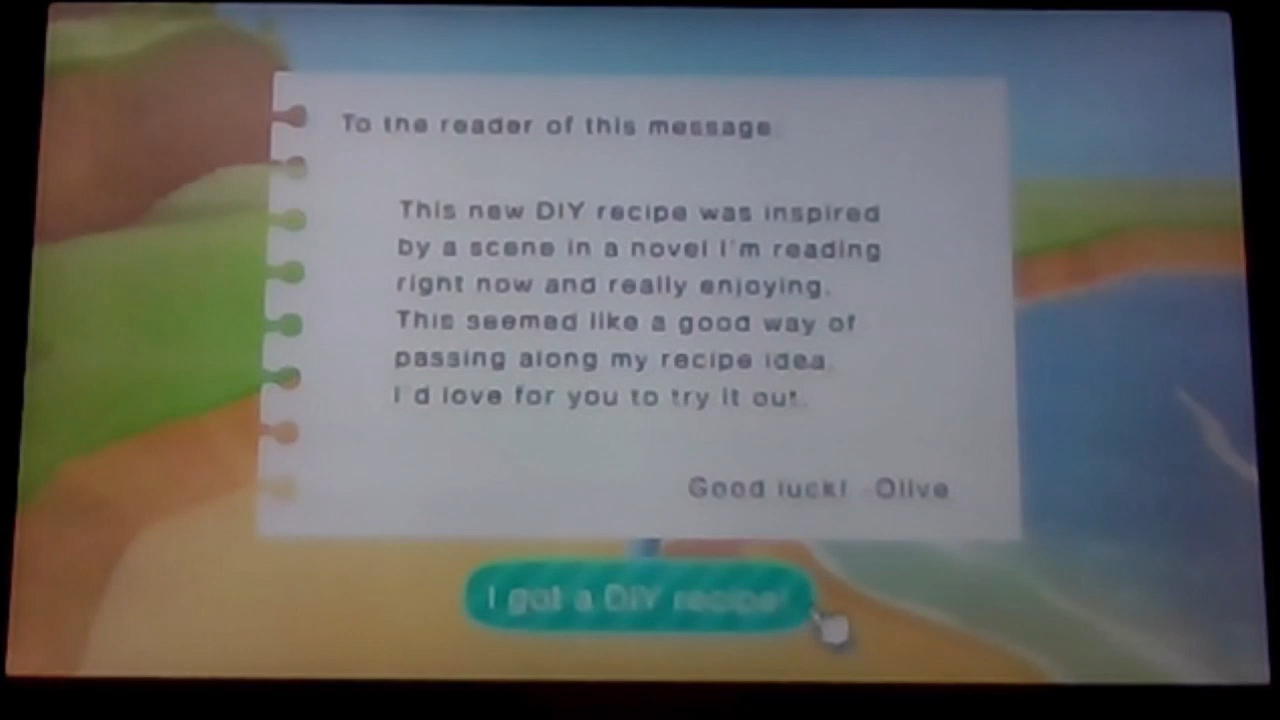 To the reader of this message
This new DIY recipe was inspired
by a scene in a novel I'm reading
right now and really enjoying.
This seemed like a good way of
passing along my recipe idea.
I'd love for you to try it out.
Good luck! -Olive
I got a DIY recipe!